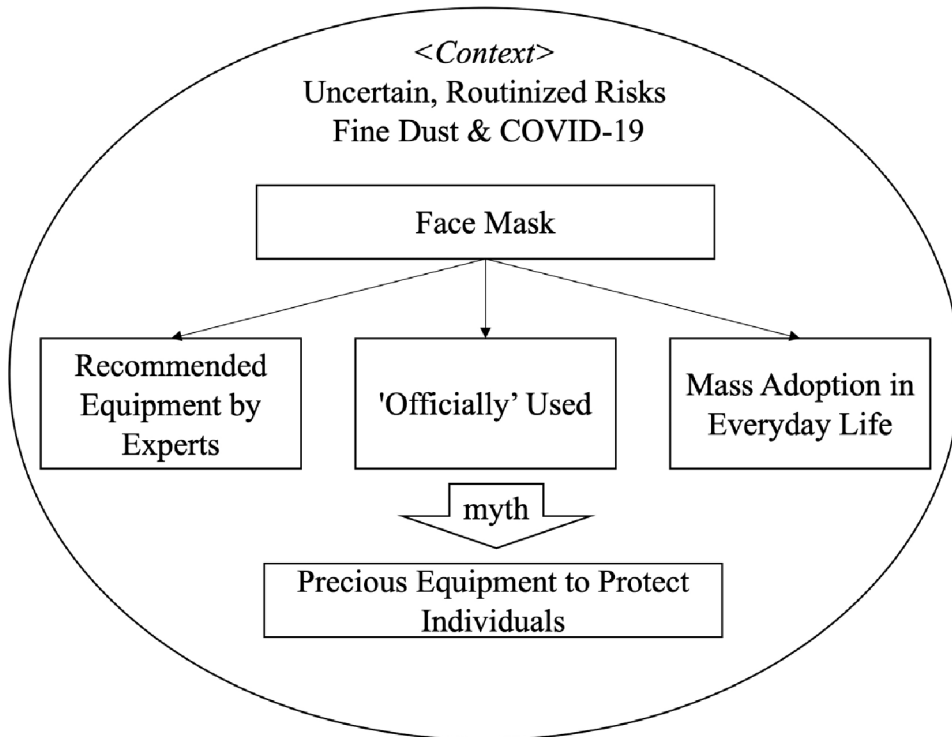 <Context>
Uncertain, Routinized Risks
Fine Dust & COVID-19
Face Mask
Recommended
Equipment by
Experts
'Officially’ Used
Mass Adoption in
Everyday Life
myth
Precious Equipment to Protect
Individuals